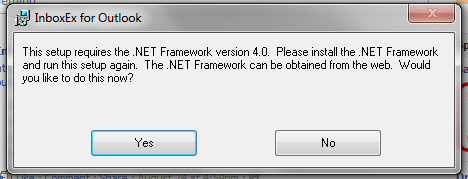 InboxEx for Outlook
This setup requires the .NET Framework version 4.0.  Please install the .NET Framework
and run this setup again.  The .NET Framework can be obtained from the web.  Would
you like to do this now?
Yes
No